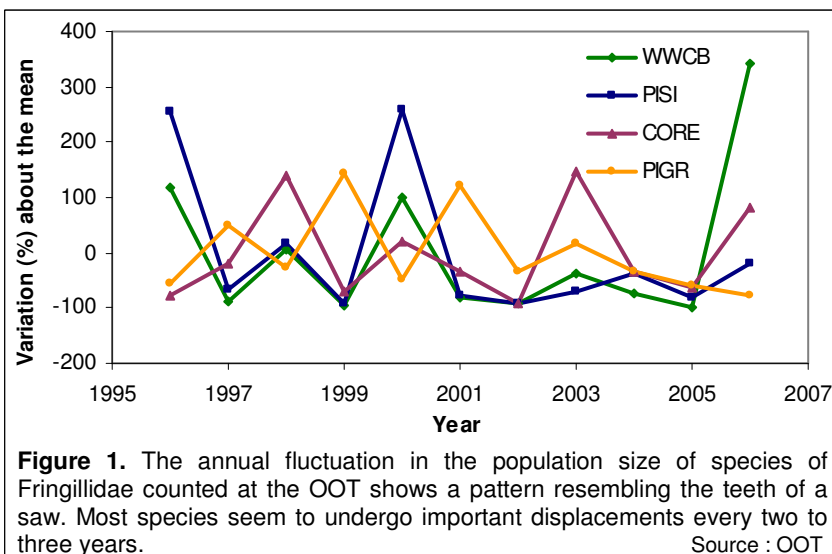 400
300
200
100
0
-100
-200
Variation (%) about the mean
WWCB
PISI
CORE
PIGR
1995 1997 1999 2001 2003 2005 2007
Year
Figure 1. The annual fluctuation in the population size of species of
Fringillidae counted at the OOT shows a pattern resembling the teeth of a
saw. Most species seem to undergo important displacements every two to
three years. Source : OOT